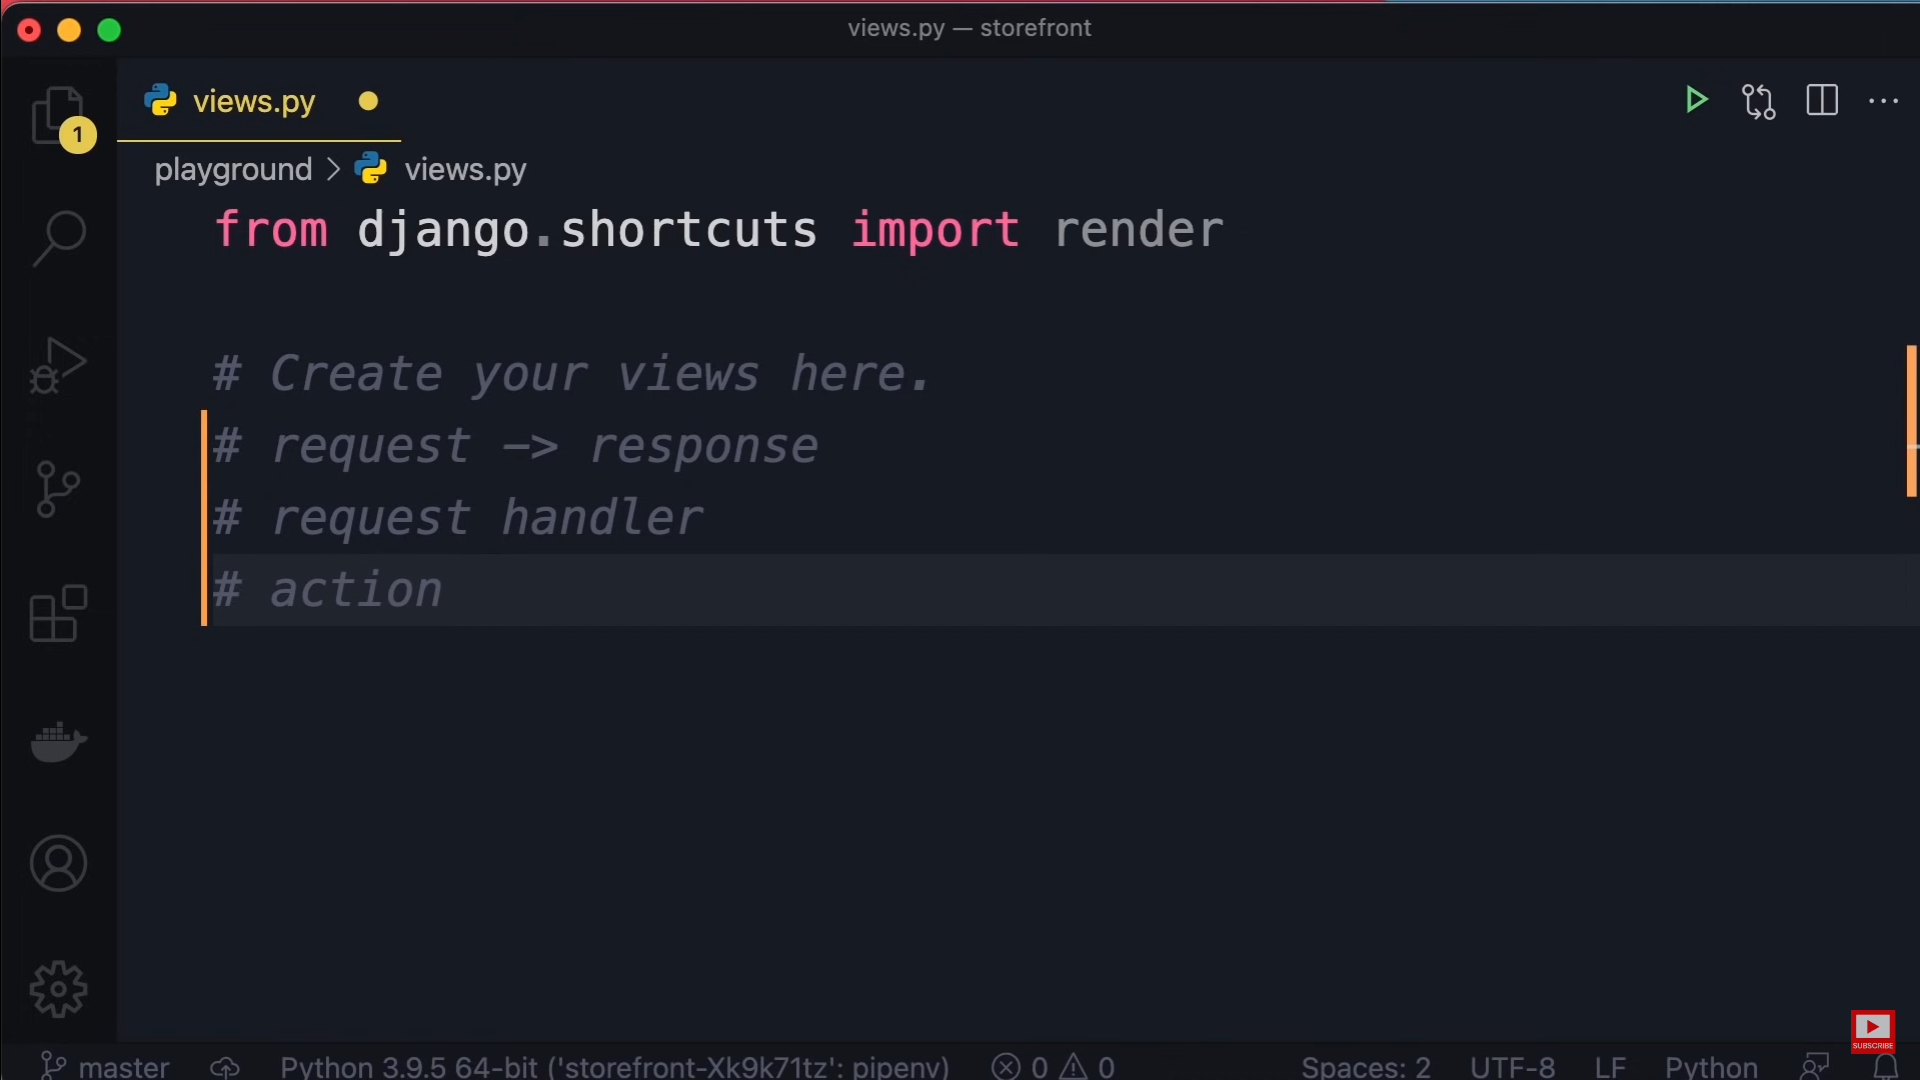 views.py — storefront
views.py
1
playground > views.py
from django.shortcuts import render
# Create your views here.
# request -> response
# request handler
# action
SUBSCRIBE
master Python 3.9.5 64-bit ('storefront-Xk9k71tz': pipenv) 0 0 Spaces: 2 UTF-8 LF Python